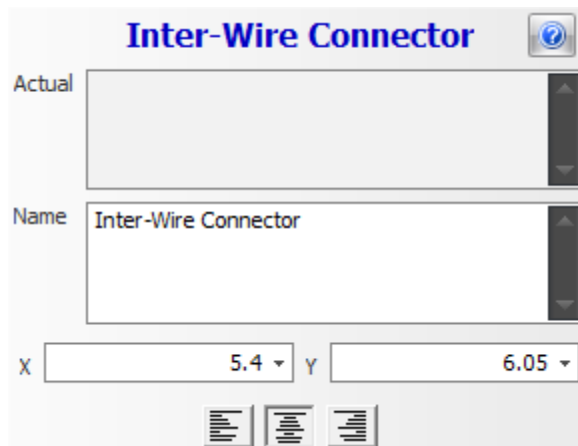 Inter-Wire Connector
Actual
Name
Inter-Wire Connector
X 5.4 Y 6.05